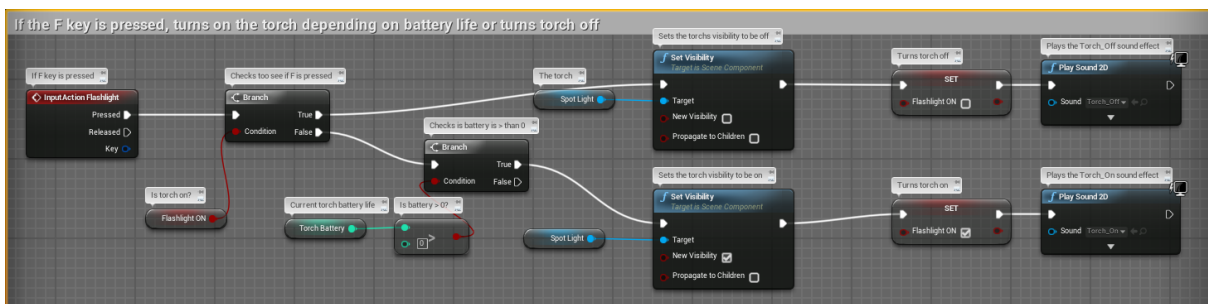 If the F key is pressed, turns on the torch depending on battery life or turns torch off
If F key is pressed
InputAction Flashlight
Pressed
Released
Key
Checks too see if F is pressed
Branch
Condition
True
False
Is torch on?
Flashlight ON
Current torch battery life
Torch Battery
Is battery > 0?
0
>
Checks is battery is > than 0
Branch
Condition
True
False
The torch
Spot Light
Sets the torchs visibility to be off
f Set Visibility
Target is Scene Component
Target
New Visibility
Propagate to Children
Turns torch off
SET
Flashlight ON
Plays the Torch_Off sound effect
f Play Sound 2D
Sound Torch_Off
Spot Light
Sets the torch visibility to be on
f Set Visibility
Target is Scene Component
Target
New Visibility
Propagate to Children
Turns torch on
SET
Flashlight ON
Plays the Torch_On sound effect
f Play Sound 2D
Sound Torch_On